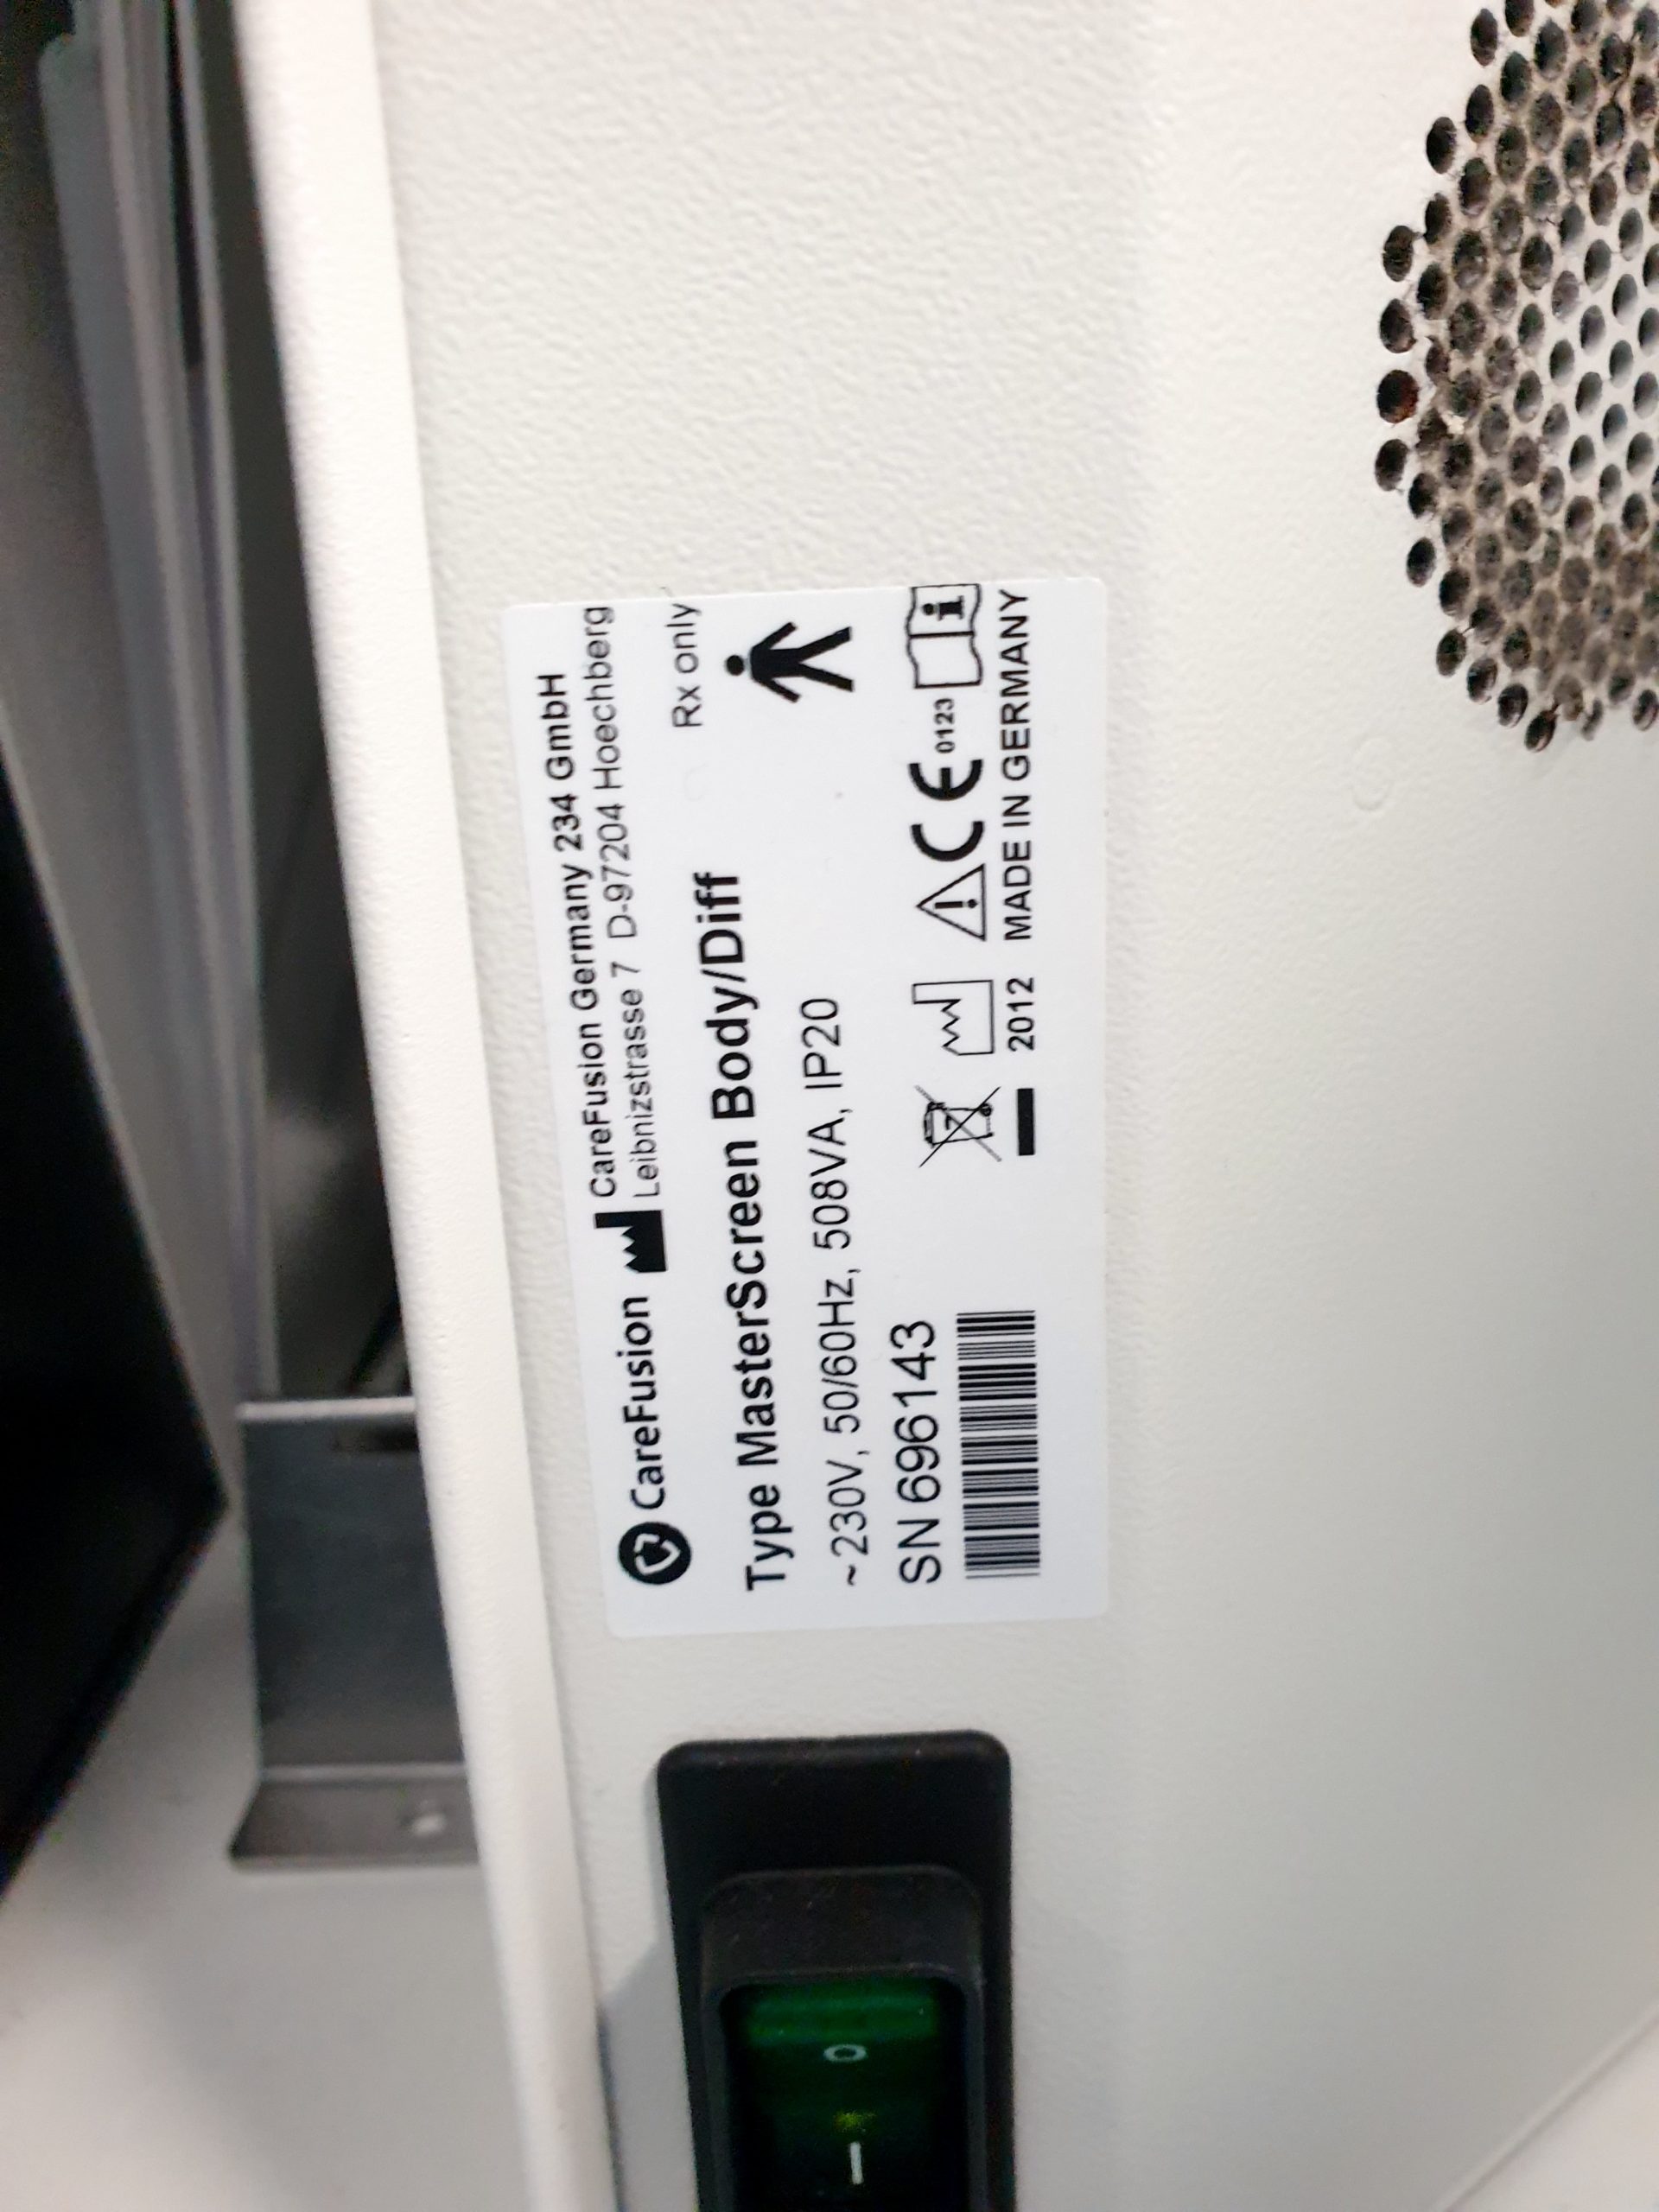 CareFusion
CareFusion Germany 234 GmbH
Leibnizstrasse 7 D-97204 Hoechberg
Rx only
Type MasterScreen Body/Diff
~230V, 50/60Hz, 508VA, IP20
SN 696143
CE 0123
2012 MADE IN GERMANY
O
I